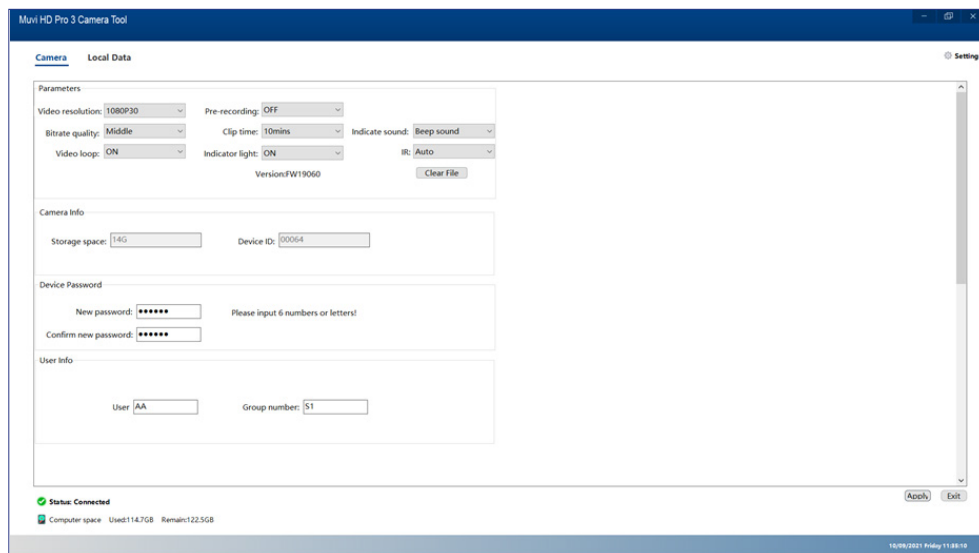 Muvi HD Pro 3 Camera Tool
Camera Local Data Setting
Parameters
Video resolution: 1080P30 Pre-recording: OFF
Bitrate quality: Middle Clip time: 10mins Indicate sound: Beep sound
Video loop: ON Indicator light: ON IR: Auto
Version:FW19060 Clear File
Camera Info
Storage space: 14G Device ID: 00064
Device Password
New password: •••••• Please input 6 numbers or letters!
Confirm new password: ••••••
User Info
User AA Group number: S1
Apply Exit
Status: Connected
Computer space Used:114.7GB Remain:122.5GB
10/09/2021 Friday 11:08:10